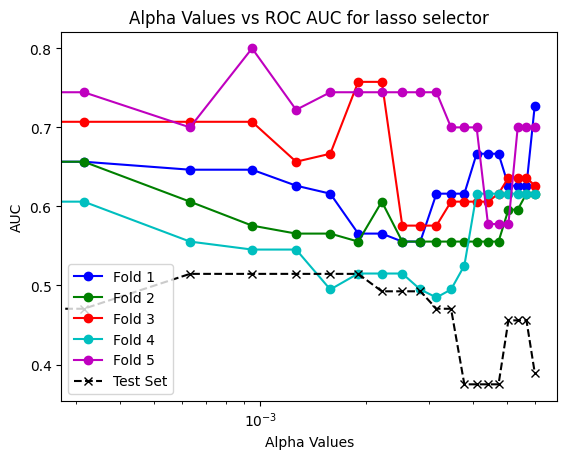 Alpha Values vs ROC AUC for lasso selector
AUC
0.8
0.7
0.6
0.5
0.4
Fold 1
Fold 2
Fold 3
Fold 4
Fold 5
Test Set
10⁻³
Alpha Values